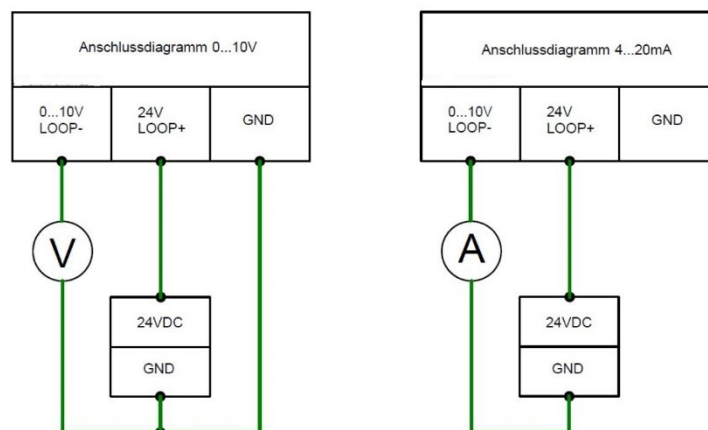 Anschlussdiagramm 0...10V
0...10V
LOOP-
24V
LOOP+
GND
V
24VDC
GND
Anschlussdiagramm 4...20mA
0...10V
LOOP-
24V
LOOP+
GND
A
24VDC
GND